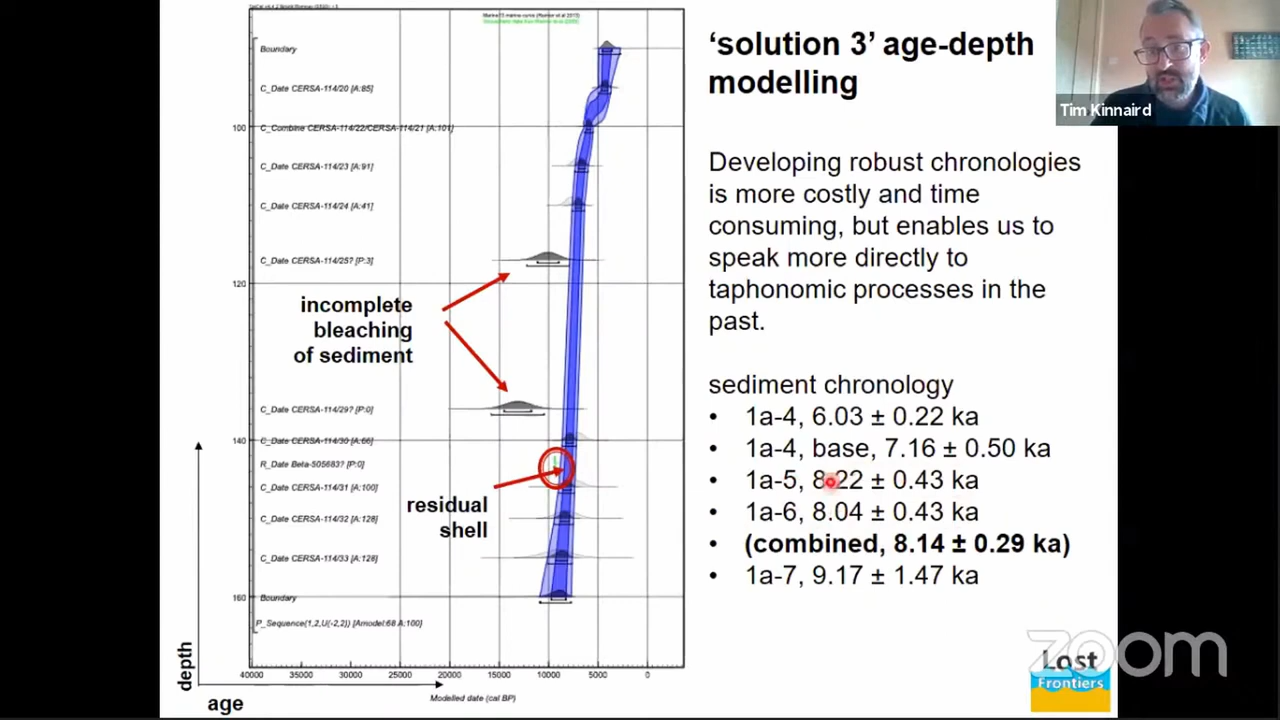 Marine13 marine curve (Reimer et al 2013)
Boundary
C_Date CERSA-114/20 [A:85]
100
C_Combine CERSA-114/22/CERSA-114/21 [A:101]
C_Date CERSA-114/23 [A:91]
C_Date CERSA-114/24 [A:41]
C_Date CERSA-114/25? [P:3]
120
incomplete
bleaching
of sediment
C_Date CERSA-114/29? [P:0]
140
C_Date CERSA-114/30 [A:66]
R_Date Beta-505683? [P:0]
C_Date CERSA-114/31 [A:100]
residual
shell
C_Date CERSA-114/32 [A:128]
C_Date CERSA-114/33 [A:128]
160
Boundary
P_Sequence(1,2,U(-2,2)) [Amodel:68 A:100]
depth
40000 35000 30000 25000 20000 15000 10000 5000 0
Modelled date (cal BP)
age
‘solution 3’ age-depth
modelling
Developing robust chronologies
is more costly and time
consuming, but enables us to
speak more directly to
taphonomic processes in the
past.
sediment chronology
• 1a-4, 6.03 ± 0.22 ka
• 1a-4, base, 7.16 ± 0.50 ka
• 1a-5, 8.22 ± 0.43 ka
• 1a-6, 8.04 ± 0.43 ka
• (combined, 8.14 ± 0.29 ka)
• 1a-7, 9.17 ± 1.47 ka
Tim Kinnaird
zoom
Lost
Frontiers